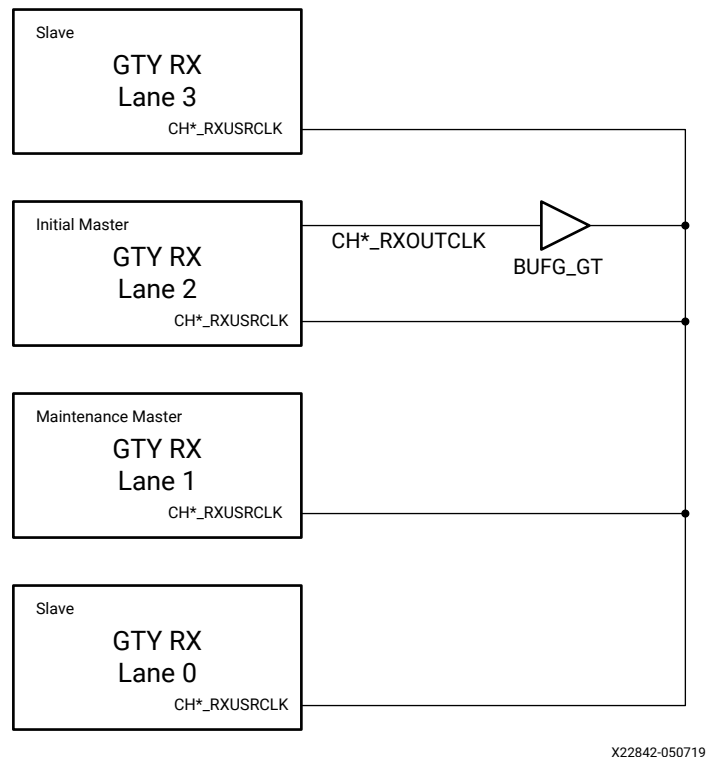 Slave
GTY RX
Lane 3
CH*_RXUSRCLK
Initial Master
GTY RX
Lane 2
CH*_RXOUTCLK
BUFG_GT
CH*_RXUSRCLK
Maintenance Master
GTY RX
Lane 1
CH*_RXUSRCLK
Slave
GTY RX
Lane 0
CH*_RXUSRCLK
X22842-050719